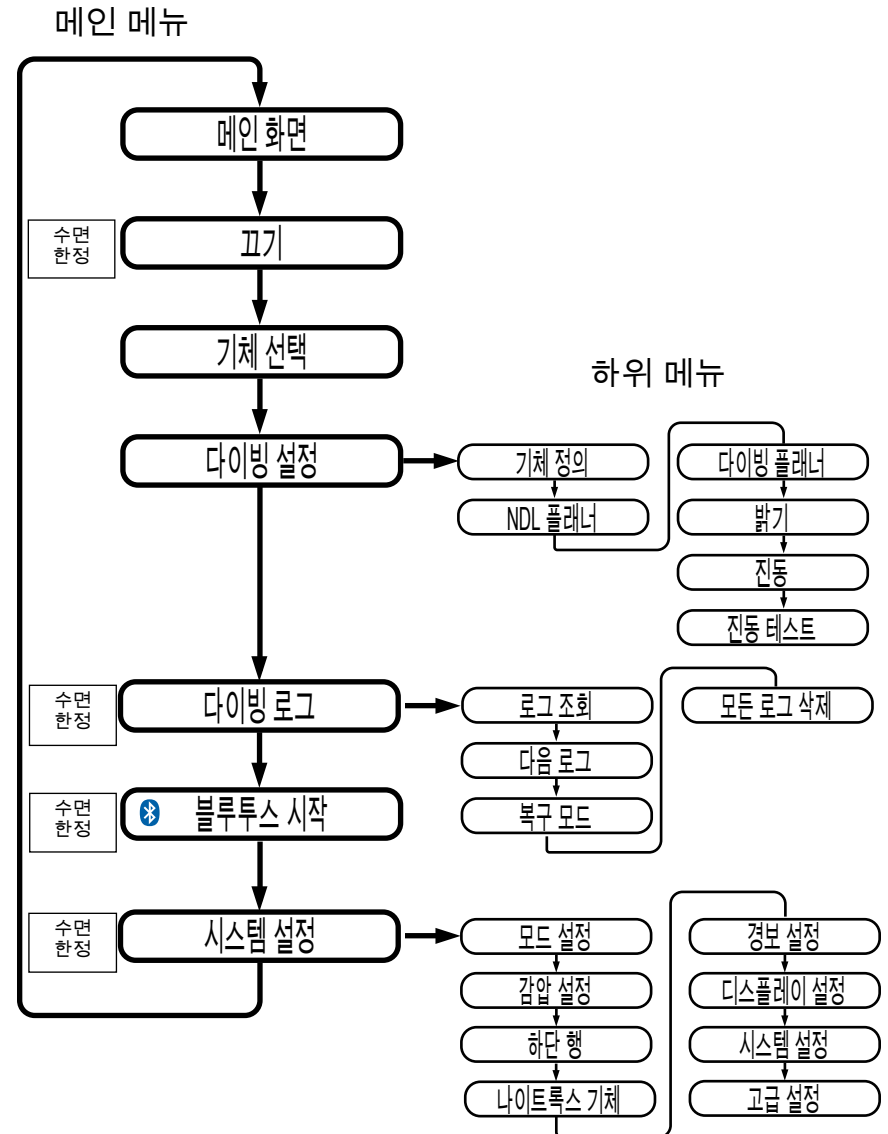 메인 메뉴
메인 화면
수면
한정
끄기
기체 선택
하위 메뉴
다이빙 설정
기체 정의
NDL 플래너
다이빙 플래너
밝기
진동
진동 테스트
수면
한정
다이빙 로그
로그 조회
다음 로그
복구 모드
모든 로그 삭제
수면
한정
블루투스 시작
수면
한정
시스템 설정
모드 설정
감압 설정
하단 행
나이트록스 기체
경보 설정
디스플레이 설정
시스템 설정
고급 설정